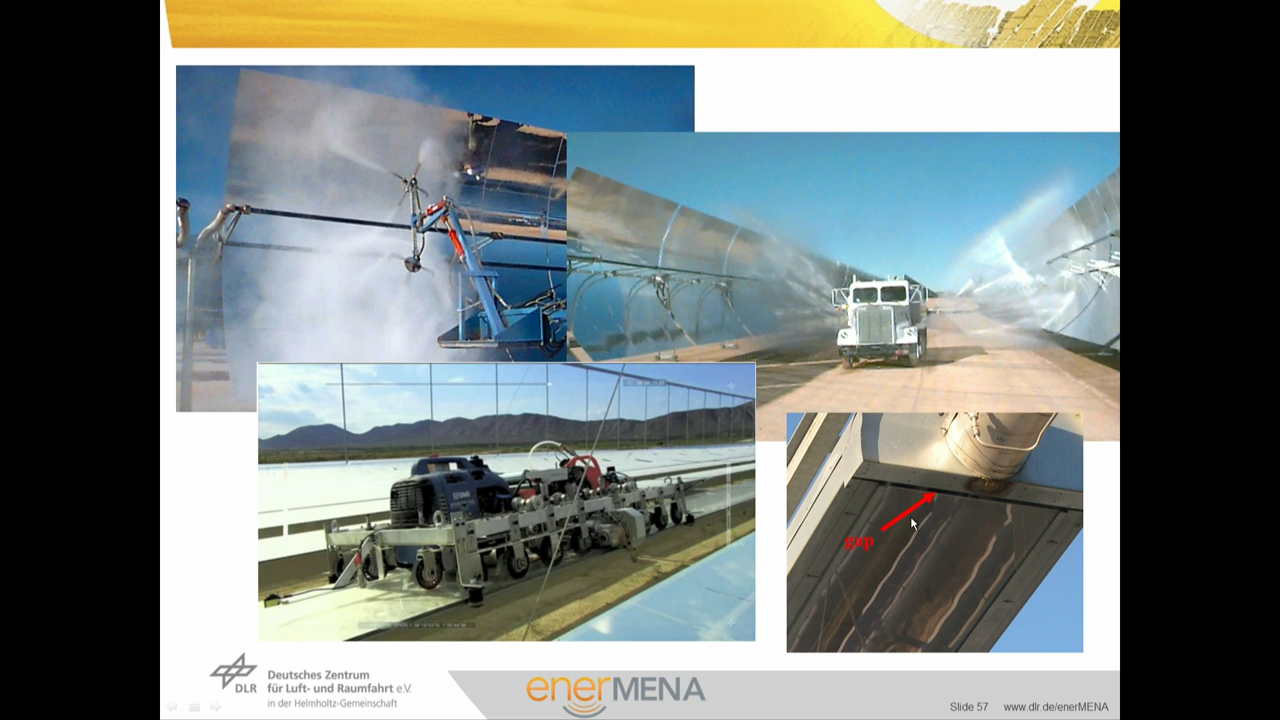 gap
DLR
Deutsches Zentrum
für Luft- und Raumfahrt e.V.
in der Helmholtz-Gemeinschaft
enerMENA
Slide 57
www.dlr.de/enerMENA